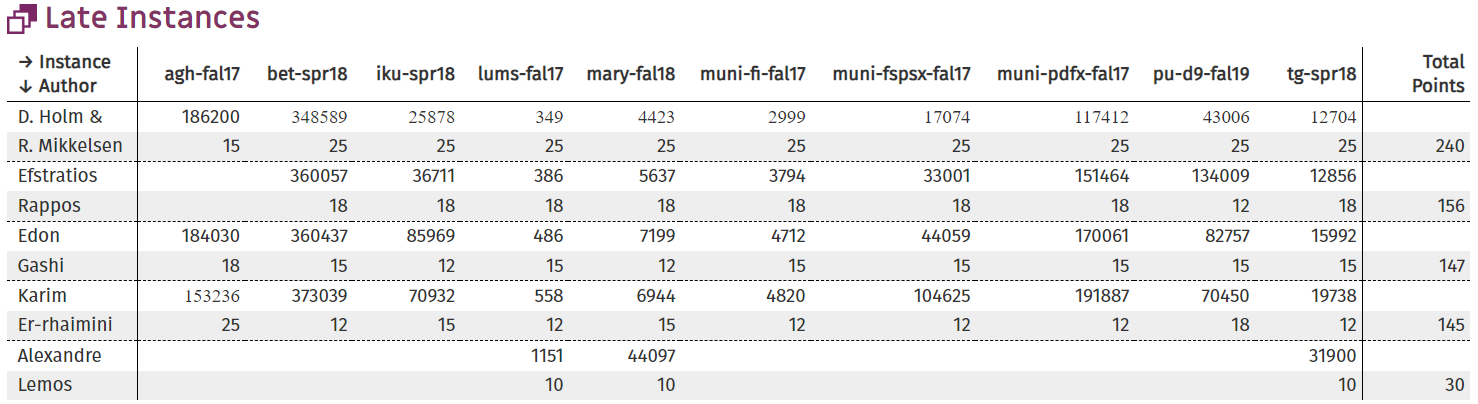 Late Instances
→ Instance
↓ Author agh-fal17 bet-spr18 iku-spr18 lums-fal17 mary-fal18 muni-fi-fal17 muni-fspsx-fal17 muni-pdfx-fal17 pu-d9-fal19 tg-spr18 Total
Points
D. Holm & 186200 348589 25878 349 4423 2999 17074 117412 43006 12704
R. Mikkelsen 15 25 25 25 25 25 25 25 25 25 240
Efstratios 360057 36711 386 5637 3794 33001 151464 134009 12856
Rappos 18 18 18 18 18 18 18 12 18 156
Edon 184030 360437 85969 486 7199 4712 44059 170061 82757 15992
Gashi 18 15 12 15 12 15 15 15 15 15 147
Karim 153236 373039 70932 558 6944 4820 104625 191887 70450 19738
Er-rhaimini 25 12 15 12 15 12 12 12 18 12 145
Alexandre 1151 44097 31900
Lemos 10 10 10 30